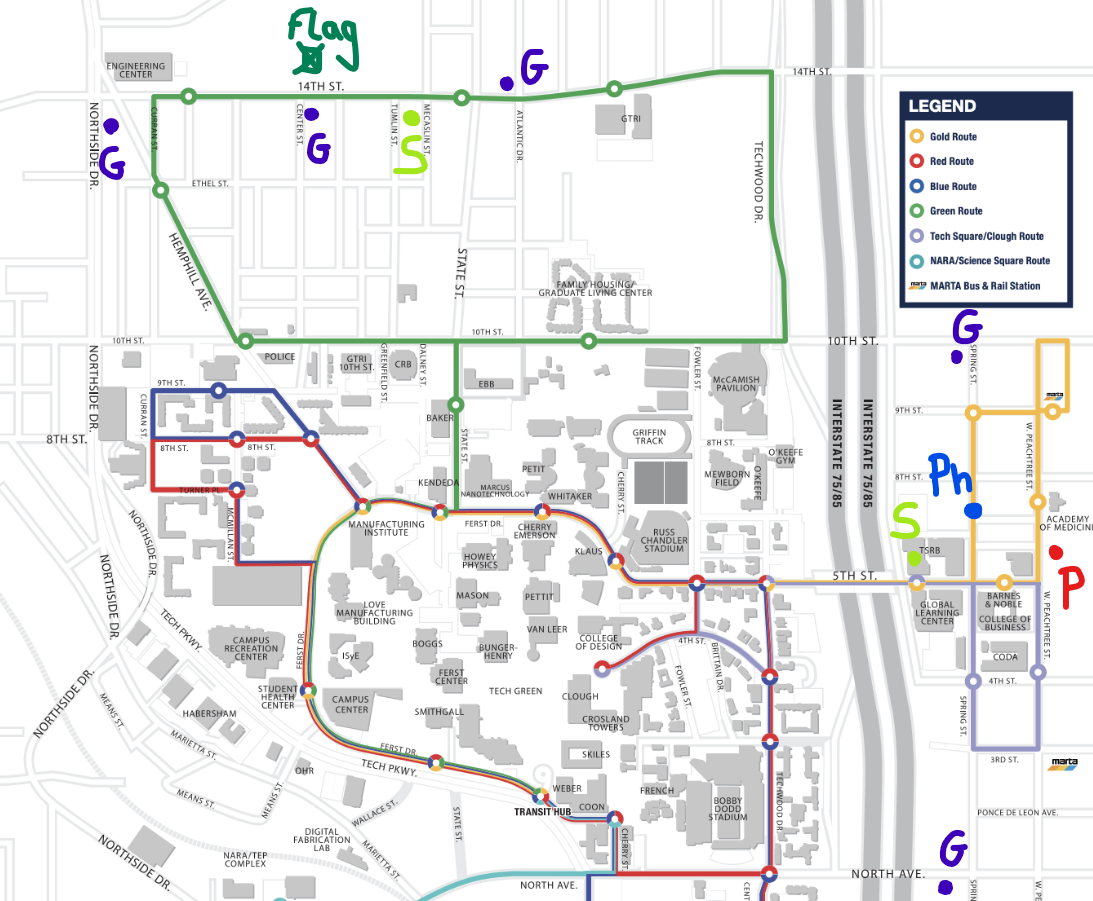 Flag
ENGINEERING
CENTER
14TH ST.
G
14TH ST.
LEGEND
Gold Route
Red Route
Blue Route
Green Route
Tech Square/Clough Route
NARA/Science Square Route
marta MARTA Bus & Rail Station
NORTHSIDE DR.
CURRAN ST.
CENTER ST.
TUMLIN ST.
MECASLIN ST.
ATLANTIC DR.
GTRI
G
G
S
TECHWOOD DR.
ETHEL ST.
HEMPHILL AVE.
STATE ST.
FAMILY HOUSING/
GRADUATE LIVING CENTER
G
10TH ST.
10TH ST.
10TH ST.
POLICE
GTRI
10TH ST.
GREENFIELD ST.
CRB
DALNEY ST.
EBB
FOWLER ST.
McCAMISH
PAVILION
SPRING ST.
NORTHSIDE DR.
9TH ST.
CURRAN ST.
BAKER
INTERSTATE 75/85
INTERSTATE 75/85
9TH ST.
marta
W. PEACHTREE ST.
8TH ST.
8TH ST.
STATE ST.
GRIFFIN
TRACK
8TH ST.
O'KEEFE
GYM
8TH ST.
Ph
TURNER PL.
KENDEDA
MARCUS
NANOTECHNOLOGY
PETIT
WHITAKER
CHERRY ST.
MEWBORN
FIELD
O'KEEFE
McMILLAN ST.
MANUFACTURING
INSTITUTE
FERST DR.
CHERRY
EMERSON
RUSS
CHANDLER
STADIUM
S
ACADEMY
OF MEDICINE
NORTHSIDE DR.
HOWEY
PHYSICS
KLAUS
TSRB
P
NORTHSIDE DR.
5TH ST.
MASON
PETTIT
LOVE
MANUFACTURING
BUILDING
GLOBAL
LEARNING
CENTER
BARNES
& NOBLE
COLLEGE OF
BUSINESS
W. PEACHTREE ST.
TECH PKWY.
CAMPUS
RECREATION
CENTER
FERST DR.
ISyE
BOGGS
BUNGER-
HENRY
VAN LEER
COLLEGE
OF DESIGN
4TH ST.
BRITTAIN DR.
CODA
4TH ST.
NORTHSIDE DR.
MEANS ST.
HABERSHAM
STUDENT
HEALTH
CENTER
CAMPUS
CENTER
FERST
CENTER
TECH GREEN
CLOUGH
FOWLER ST.
SPRING ST.
SMITHGALL
CROSLAND
TOWERS
MARIETTA ST.
FERST DR.
TECH PKWY.
SKILES
3RD ST.
marta
OHR
MEANS ST.
MEANS ST.
WEBER
TRANSIT HUB
COON
FRENCH
BOBBY
DODD
STADIUM
TECHWOOD DR.
PONCE DE LEON AVE.
WALLACE ST.
STATE ST.
DIGITAL
FABRICATION
LAB
MARIETTA ST.
CHERRY ST.
NORTHSIDE DR.
NARA/TEP
COMPLEX
G
NORTH AVE.
NORTH AVE.
CENT
SPRING
W. PE